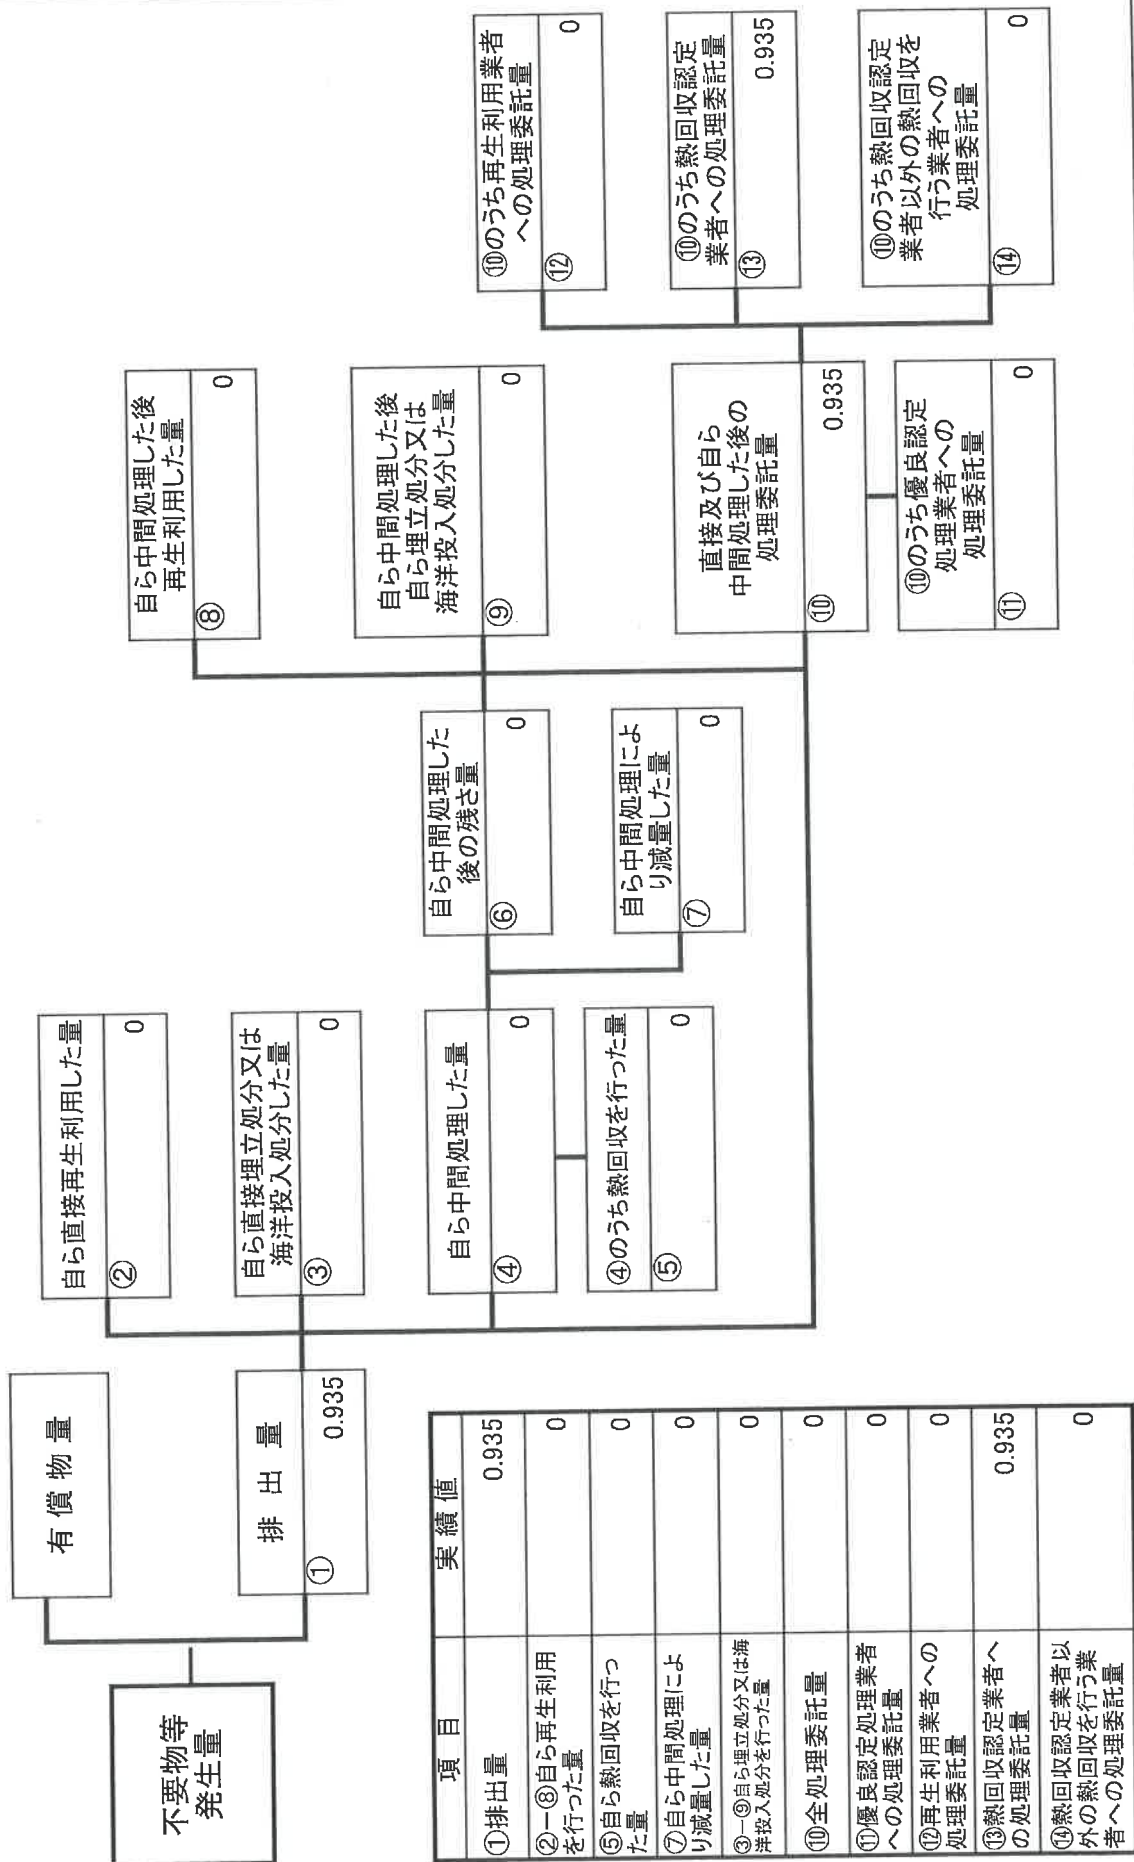 不要物等
発生量
有償物量
排出量
①
0.935
自ら直接再生利用した量
②
0
自ら直接埋立処分又は
海洋投入処分した量
③
0
自ら中間処理した量
④
0
④のうち熱回収を行った量
⑤
0
自ら中間処理した
後の残さ量
⑥
0
自ら中間処理によ
り減量した量
⑦
0
自ら中間処理した後
再生利用した量
⑧
0
自ら中間処理した後
自ら埋立処分又は
海洋投入処分した量
⑨
0
直接及び自ら
中間処理した後の
処理委託量
⑩
0.935
⑩のうち優良認定
処理業者への
処理委託量
⑪
0
⑩のうち再生利用業者
への処理委託量
⑫
0
⑩のうち熱回収認定
業者への処理委託量
⑬
0.935
⑩のうち熱回収認定
業者以外の熱回収を
行う業者への
処理委託量
⑭
0
項目 実績値
①排出量 0.935
②ー⑧自ら再生利用
を行った量 0
⑤自ら熱回収を行っ
た量 0
⑦自ら中間処理によ
り減量した量 0
③ー⑨自ら埋立処分又は海
洋投入処分を行った量 0
⑩全処理委託量 0
⑪優良認定処理業者
への処理委託量 0
⑫再生利用業者への
処理委託量 0
⑬熱回収認定業者へ
の処理委託量 0.935
⑭熱回収認定業者以
外の熱回収を行う業
者への処理委託量 0